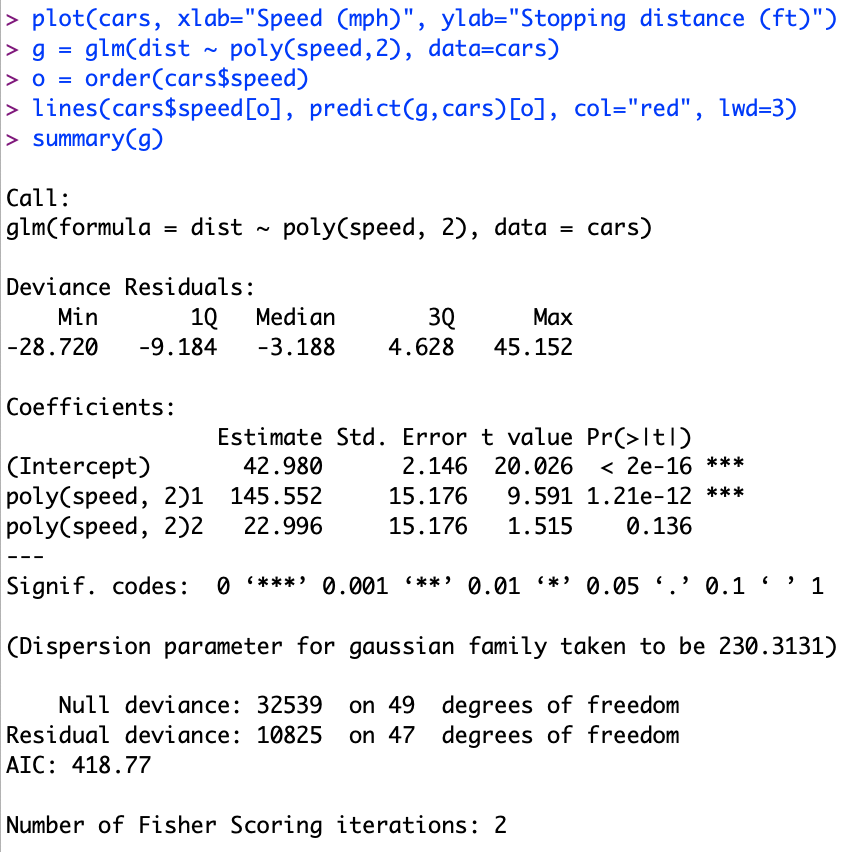 > plot(cars, xlab="Speed (mph)", ylab="Stopping distance (ft)")
> g = glm(dist ~ poly(speed,2), data=cars)
> o = order(cars$speed)
> lines(cars$speed[o], predict(g,cars)[o], col="red", lwd=3)
> summary(g)

Call:
glm(formula = dist ~ poly(speed, 2), data = cars)

Deviance Residuals:
    Min       1Q   Median       3Q      Max
-28.720   -9.184   -3.188    4.628   45.152

Coefficients:
                Estimate Std. Error t value Pr(>|t|)
(Intercept)       42.980      2.146  20.026  < 2e-16 ***
poly(speed, 2)1  145.552     15.176   9.591 1.21e-12 ***
poly(speed, 2)2   22.996     15.176   1.515    0.136
---
Signif. codes:  0 ‘***’ 0.001 ‘**’ 0.01 ‘*’ 0.05 ‘.’ 0.1 ‘ ’ 1

(Dispersion parameter for gaussian family taken to be 230.3131)

    Null deviance: 32539  on 49  degrees of freedom
Residual deviance: 10825  on 47  degrees of freedom
AIC: 418.77

Number of Fisher Scoring iterations: 2